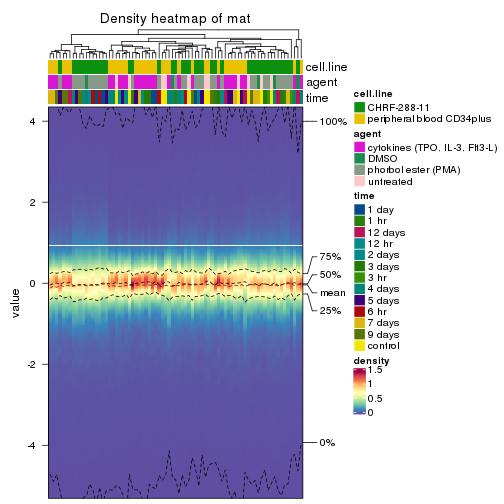 Density heatmap of mat
cell.line
agent
time
value
4
2
0
-2
-4
100%
75%
50%
mean
25%
0%
cell.line
CHRF-288-11
peripheral blood CD34plus
agent
cytokines (TPO, IL-3, Flt3-L)
DMSO
phorbol ester (PMA)
untreated
time
1 day
1 hr
12 days
12 hr
2 days
3 days
3 hr
4 days
5 days
6 hr
7 days
9 days
control
density
1.5
1
0.5
0